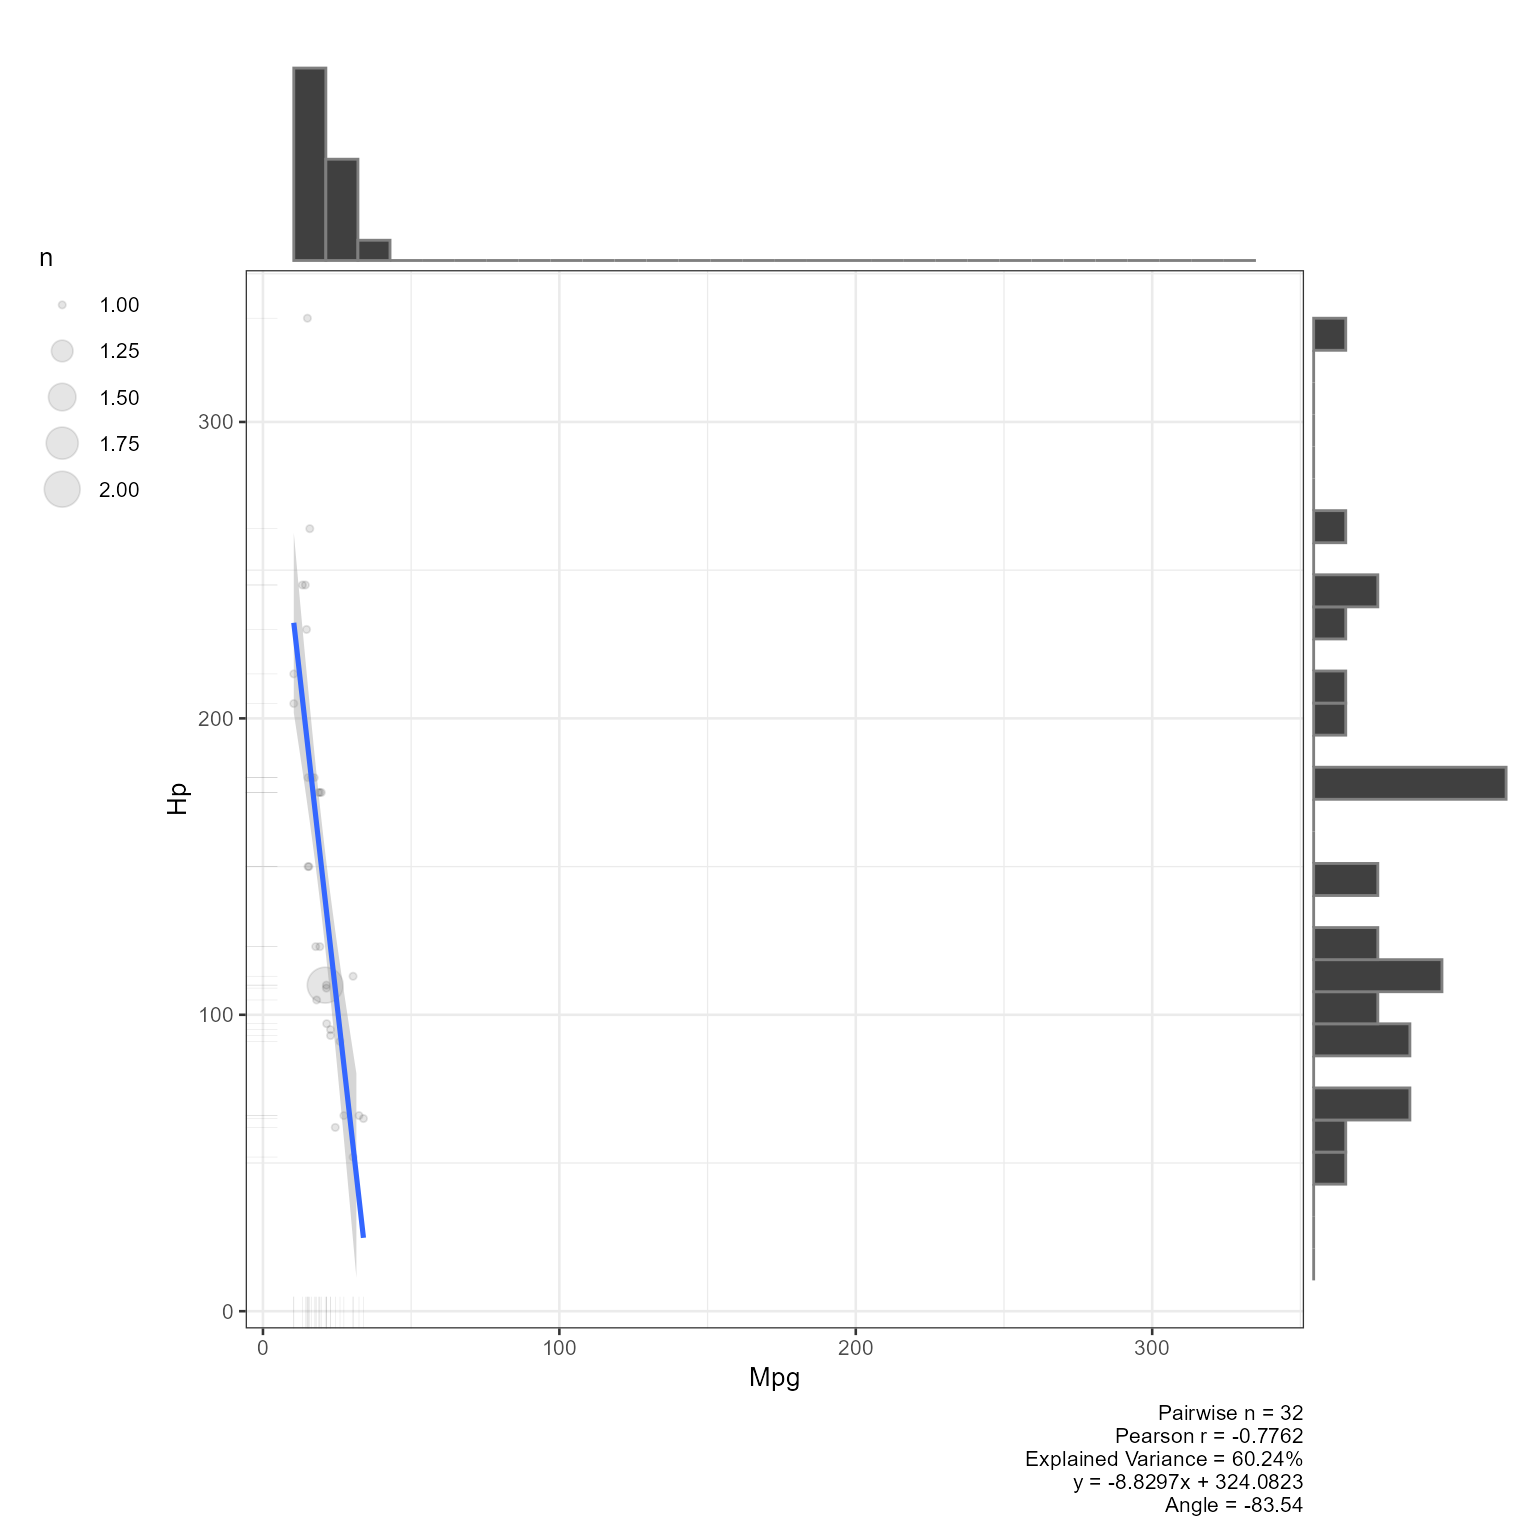 n
1.00
1.25
1.50
1.75
2.00
Hp
300
200
100
0
0 100 200 300
Mpg
Pairwise n = 32
Pearson r = -0.7762
Explained Variance = 60.24%
y = -8.8297x + 324.0823
Angle = -83.54